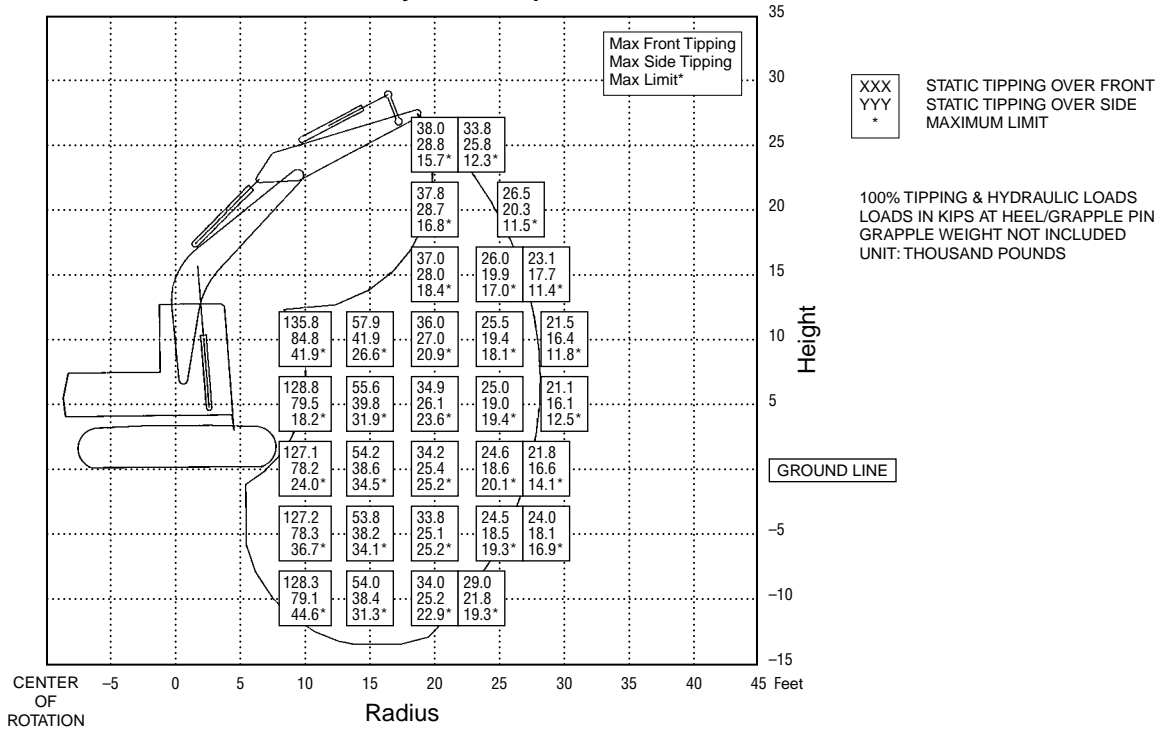 35
Max Front Tipping
Max Side Tipping
Max Limit*
30
XXX STATIC TIPPING OVER FRONT
YYY STATIC TIPPING OVER SIDE
* MAXIMUM LIMIT
38.0 33.8
28.8 25.8
15.7* 12.3*
25
37.8 26.5
28.7 20.3
16.8* 11.5*
20
100% TIPPING & HYDRAULIC LOADS
LOADS IN KIPS AT HEEL/GRAPPLE PIN
GRAPPLE WEIGHT NOT INCLUDED
UNIT: THOUSAND POUNDS
37.0 26.0 23.1
28.0 19.9 17.7
18.4* 17.0* 11.4*
15
135.8 57.9 36.0 25.5 21.5
84.8 41.9 27.0 19.4 16.4
41.9* 26.6* 20.9* 18.1* 11.8*
10
Height
128.8 55.6 34.9 25.0 21.1
79.5 39.8 26.1 19.0 16.1
18.2* 31.9* 23.6* 19.4* 12.5*
5
127.1 54.2 34.2 24.6 21.8
78.2 38.6 25.4 18.6 16.6
24.0* 34.5* 25.2* 20.1* 14.1*
GROUND LINE
127.2 53.8 33.8 24.5 24.0
78.3 38.2 25.1 18.5 18.1
36.7* 34.1* 25.2* 19.3* 16.9*
–5
128.3 54.0 34.0 29.0
79.1 38.4 25.2 21.8
44.6* 31.3* 22.9* 19.3*
–10
–15
CENTER
OF
ROTATION
–5 0 5 10 15 20 25 30 35 40 45 Feet
Radius